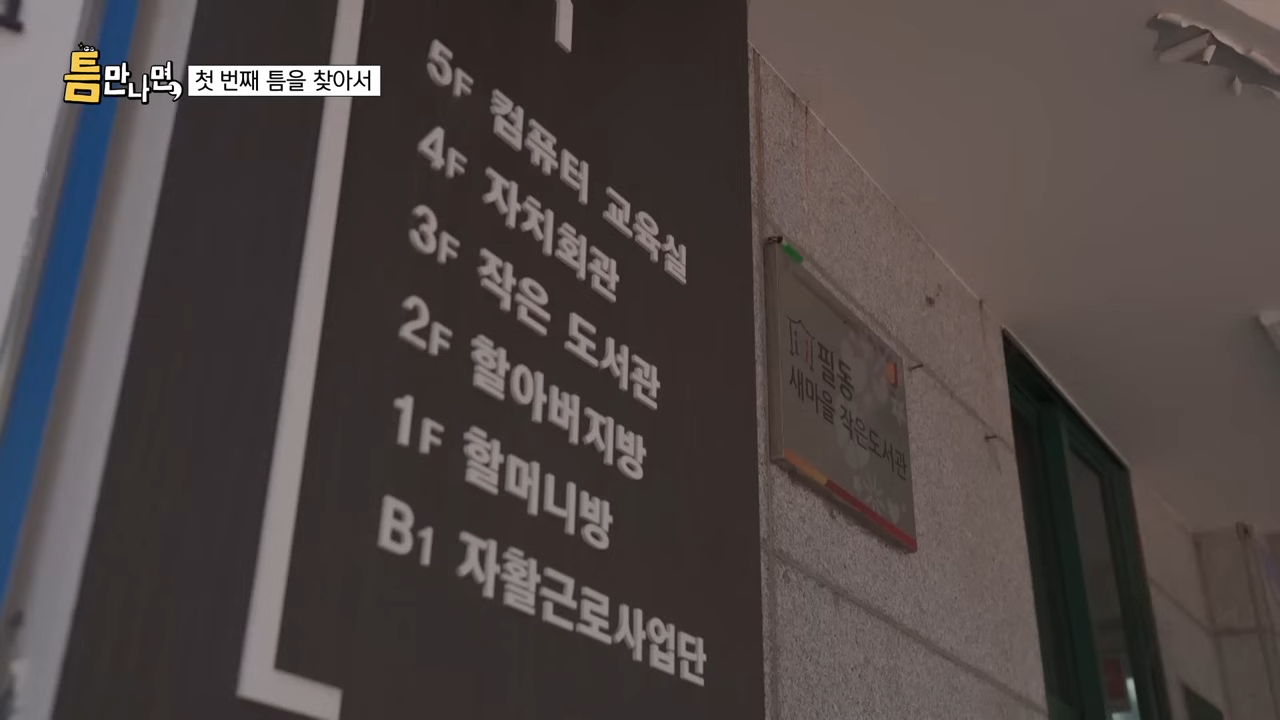 틈만나면,
첫 번째 틈을 찾아서
5F 컴퓨터 교육실
4F 자치회관
3F 작은 도서관
2F 할아버지방
1F 할머니방
B1 자활근로사업단
필동
새마을 작은도서관